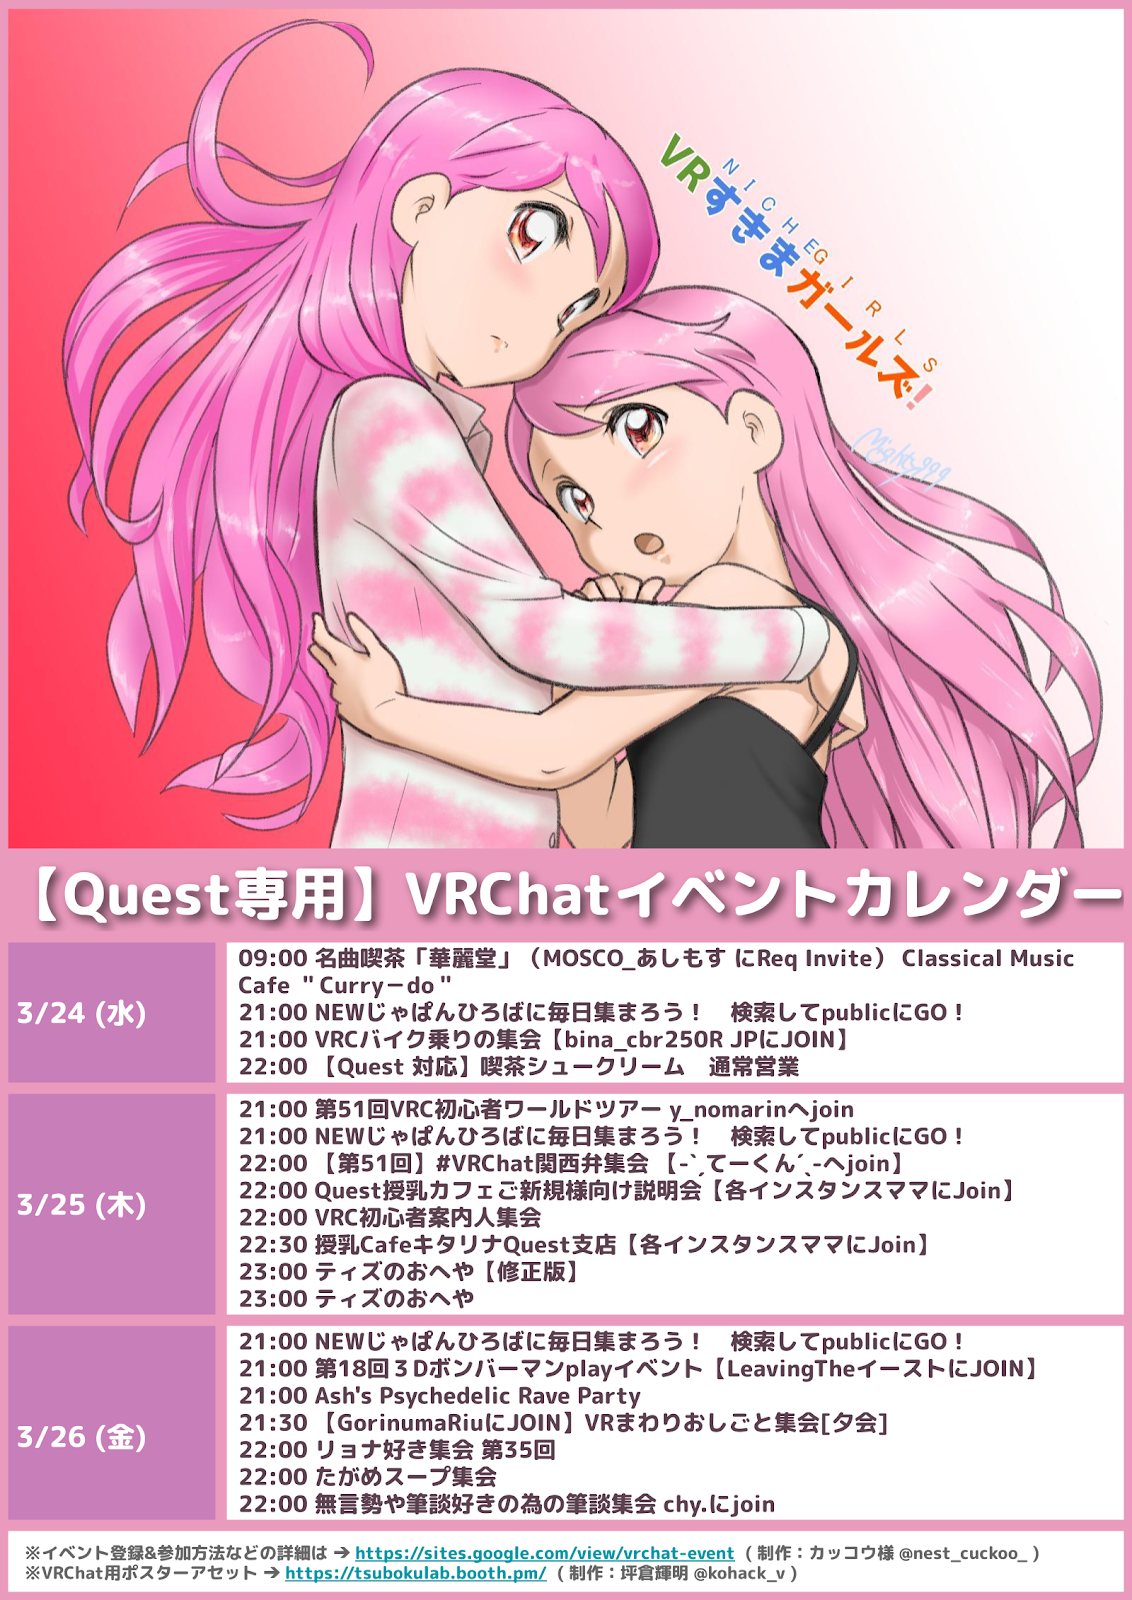 NICHE GIRLS
VRすきまガールズ!
Mighty999
【Quest専用】VRChatイベントカレンダー
3/24 (水)
09:00 名曲喫茶「華麗堂」（MOSCO_あしもす にReq Invite） Classical Music
Cafe ＂Curry－do＂
21:00 NEWじゃぱんひろばに毎日集まろう！　検索してpublicにGO！
21:00 VRCバイク乗りの集会【bina_cbr250R JPにJOIN】
22:00 【Quest 対応】喫茶シュークリーム　通常営業
3/25 (木)
21:00 第51回VRC初心者ワールドツアー y_nomarinへjoin
21:00 NEWじゃぱんひろばに毎日集まろう！　検索してpublicにGO！
22:00 【第51回】#VRChat関西弁集会 【-`ˏてーくんˊˎ-へjoin】
22:00 Quest授乳カフェご新規様向け説明会【各インスタンスママにJoin】
22:00 VRC初心者案内人集会
22:30 授乳CafeキタリナQuest支店【各インスタンスママにJoin】
23:00 ティズのおへや【修正版】
23:00 ティズのおへや
3/26 (金)
21:00 NEWじゃぱんひろばに毎日集まろう！　検索してpublicにGO！
21:00 第18回３Dボンバーマンplayイベント【LeavingTheイーストにJOIN】
21:00 Ash's Psychedelic Rave Party
21:30 【GorinumaRiuにJOIN】VRまわりおしごと集会[夕会]
22:00 リョナ好き集会 第35回
22:00 たがめスープ集会
22:00 無言勢や筆談好きの為の筆談集会 chy.にjoin
※イベント登録&参加方法などの詳細は ➔ https://sites.google.com/view/vrchat-event （ 制作：カッコウ様 @nest_cuckoo_ ）
※VRChat用ポスターアセット ➔ https://tsubokulab.booth.pm/ （ 制作：坪倉輝明 @kohack_v ）